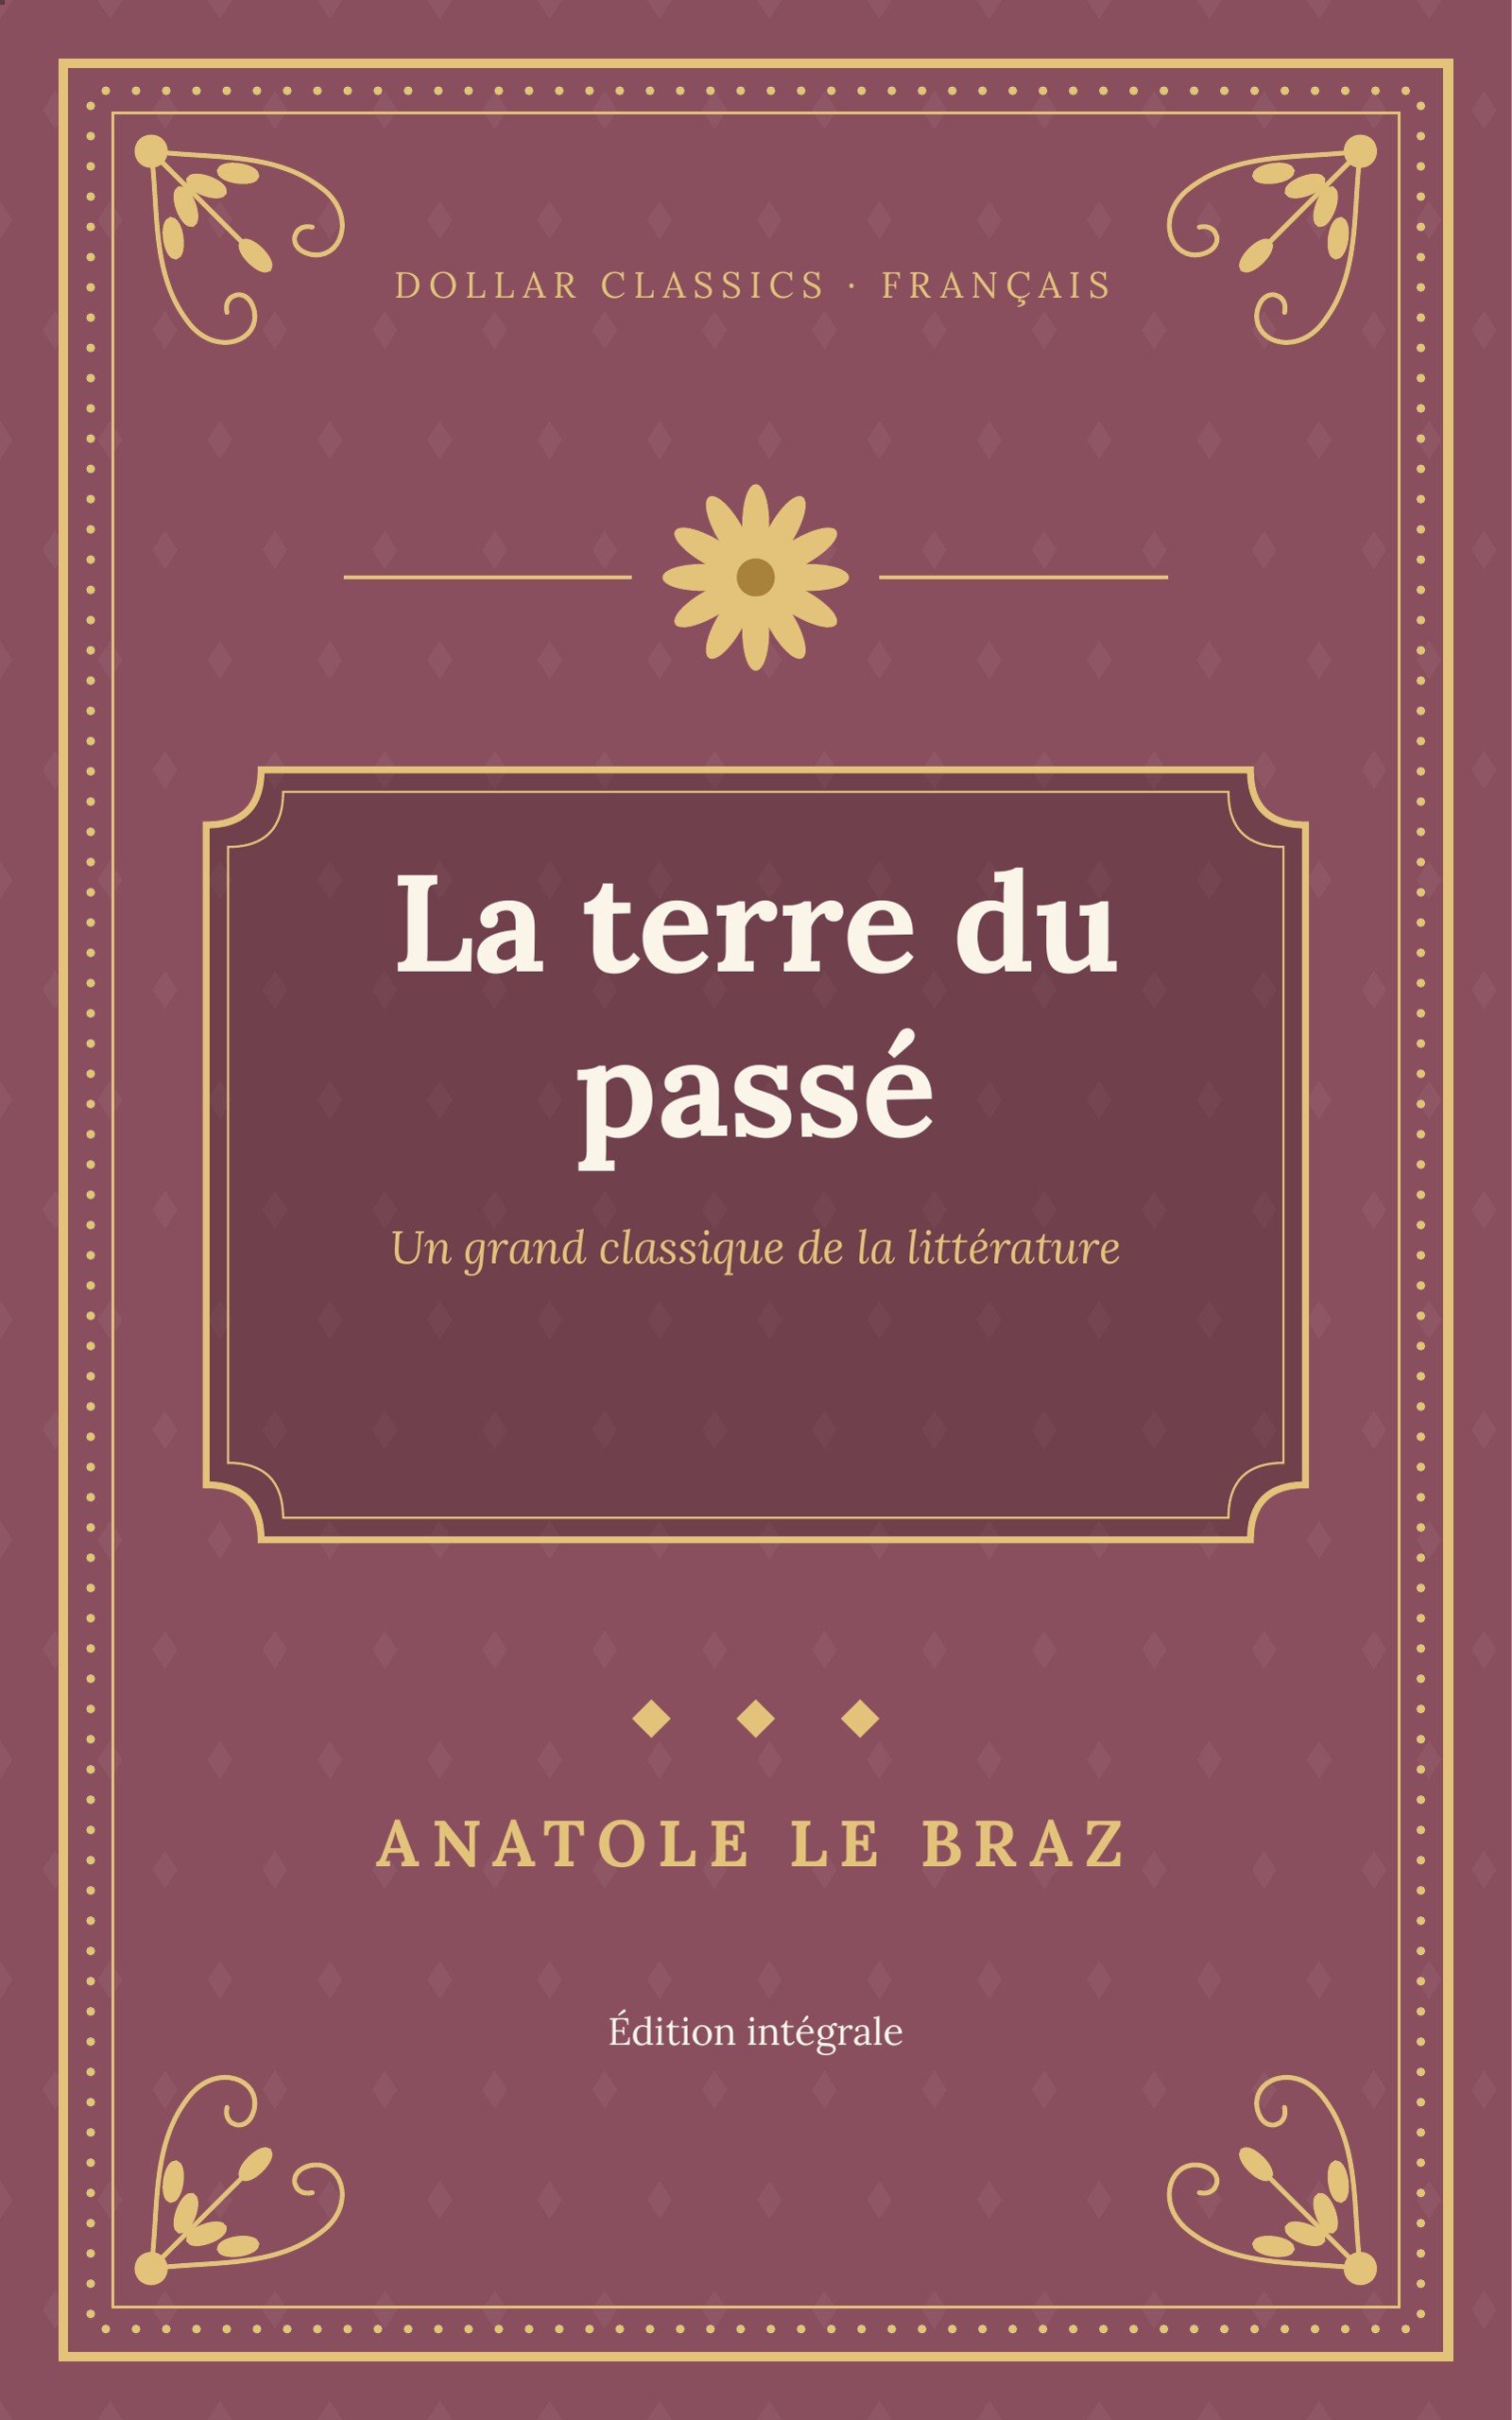 DOLLAR CLASSICS · FRANÇAIS
La terre du
passé
Un grand classique de la littérature
ANATOLE LE BRAZ
Édition intégrale